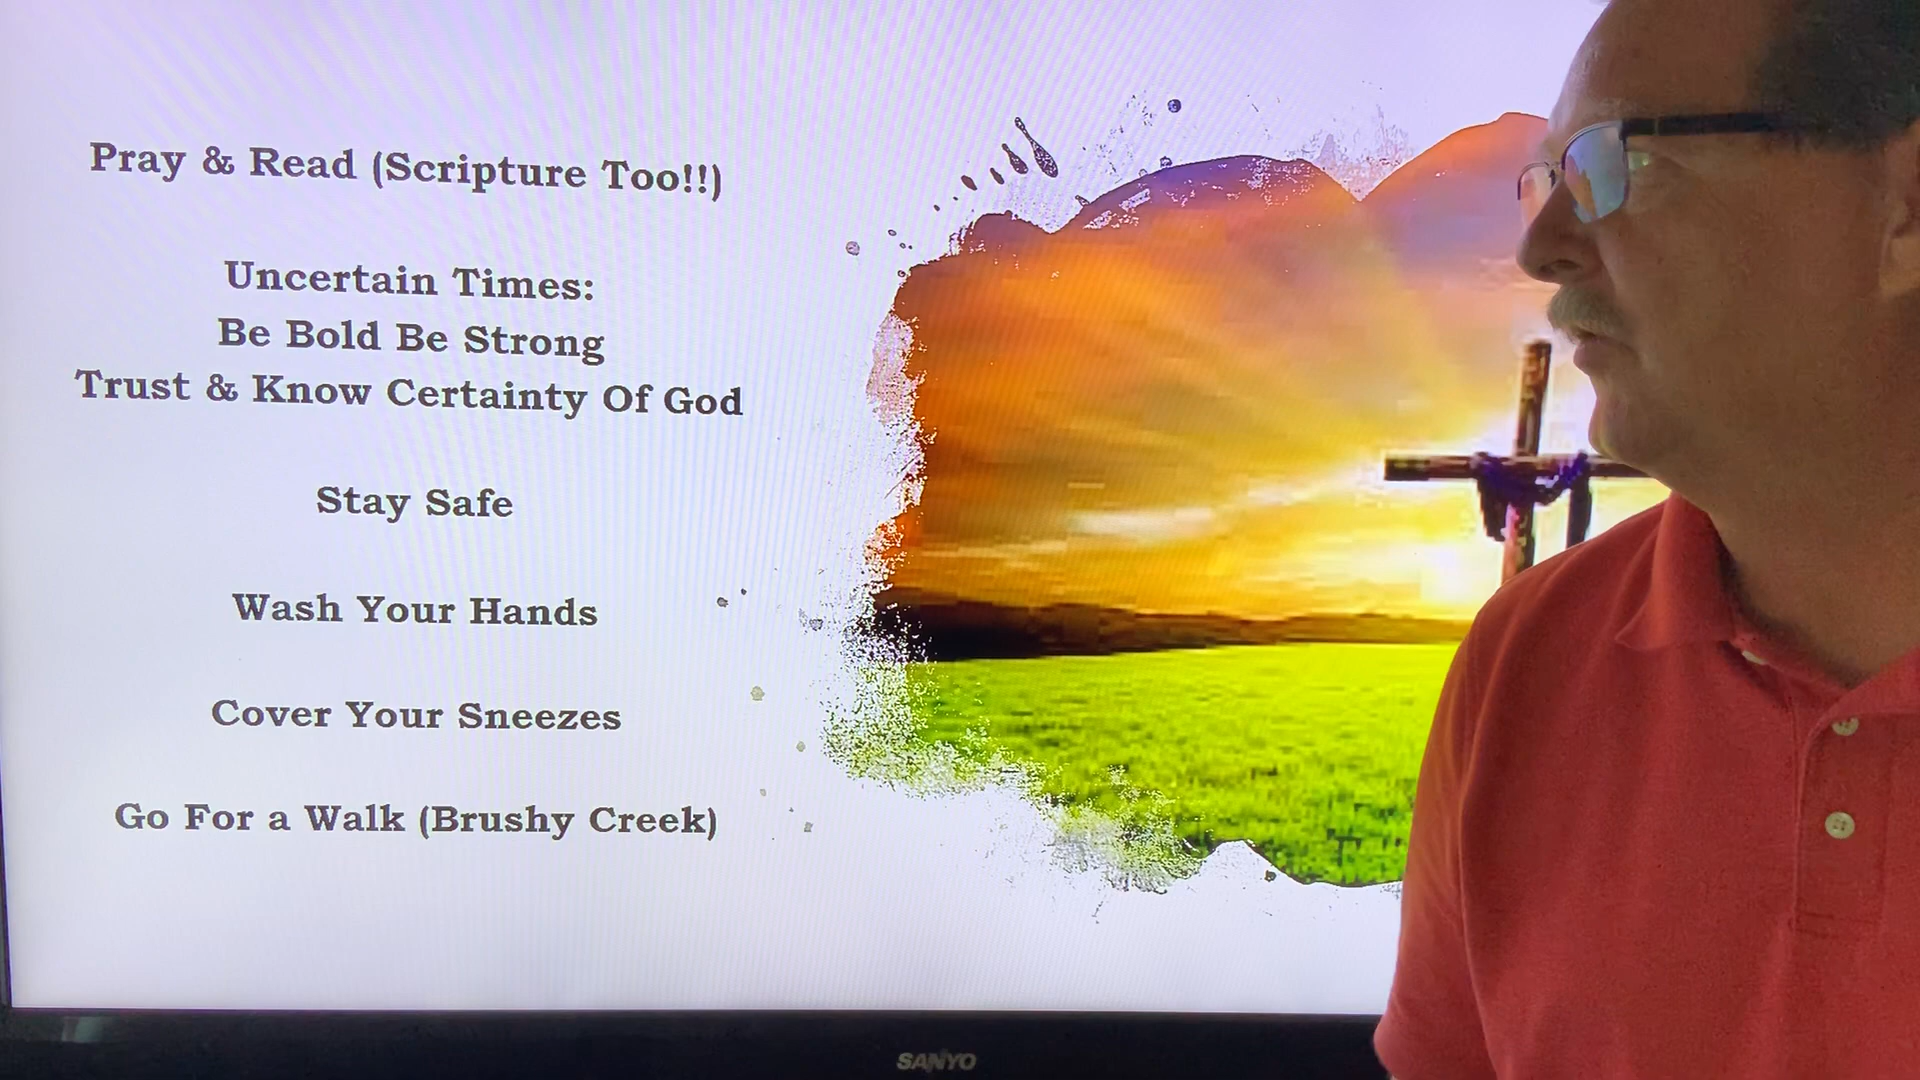 Pray & Read (Scripture Too!!)
Uncertain Times:
Be Bold Be Strong
Trust & Know Certainty Of God
Stay Safe
Wash Your Hands
Cover Your Sneezes
Go For a Walk (Brushy Creek)
SANYO